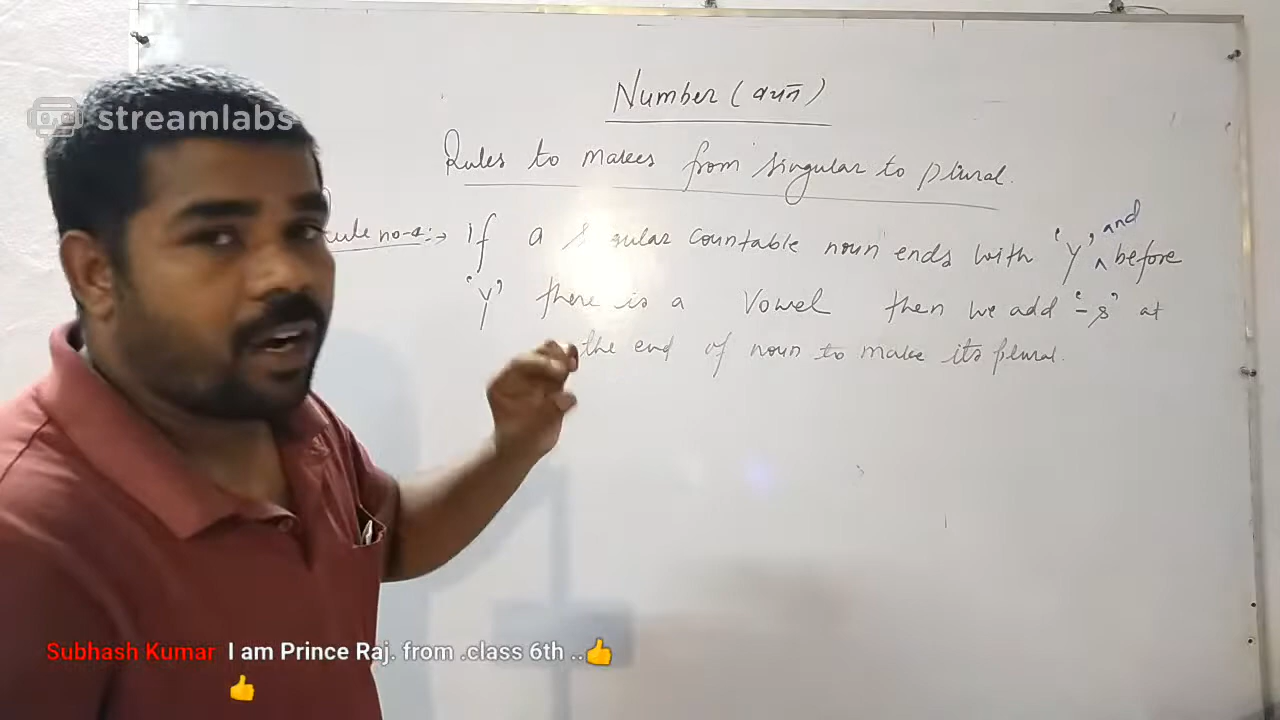 streamlabs
Number (वचन)
Rules to makes from singular to plural.
rule no-2:→ If a singular countable noun ends with 'y' and before
'y' there is a vowel then we add '-s' at
the end of noun to make its plural.
Subhash Kumar I am Prince Raj. from .class 6th ..👍
👍